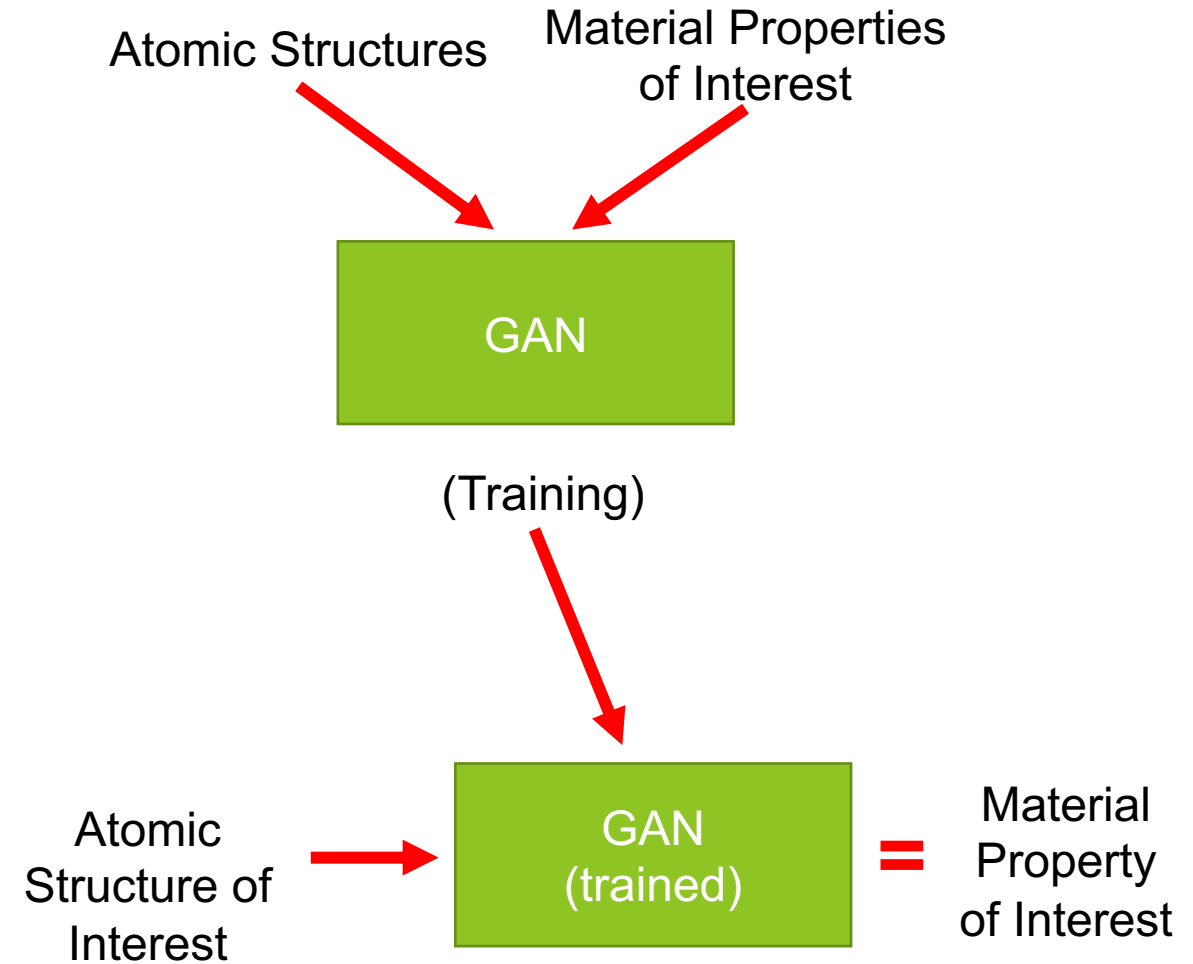 Atomic Structures
Material Properties
of Interest
GAN
(Training)
Atomic
Structure of
Interest
GAN
(trained)
=
Material
Property
of Interest